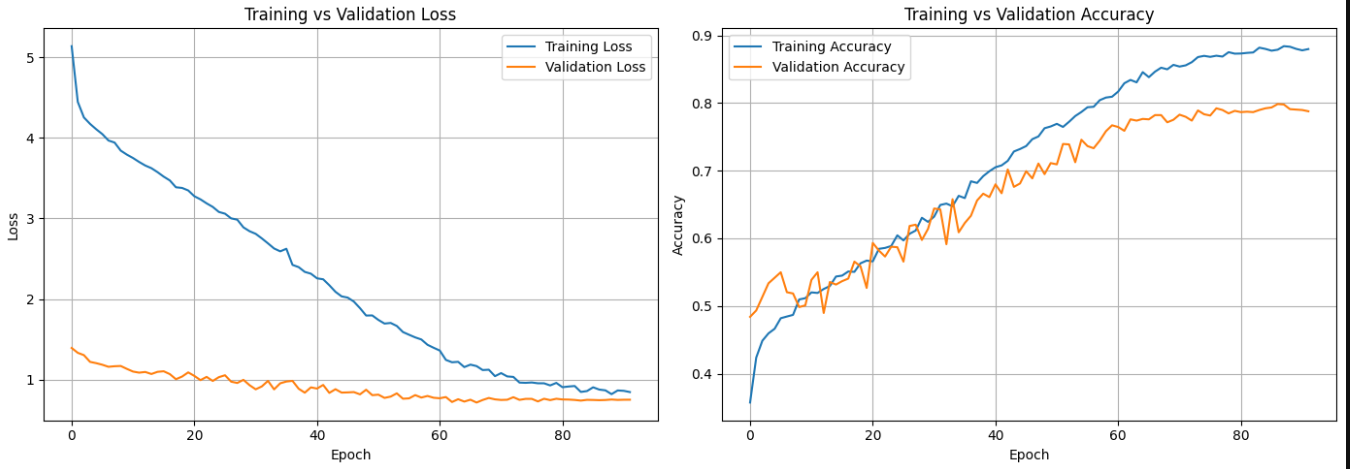 Training vs Validation Loss
Training Loss
Validation Loss
5
4
3
2
1
Loss
0
20
40
60
80
Epoch
Training vs Validation Accuracy
Training Accuracy
Validation Accuracy
0.9
0.8
0.7
0.6
0.5
0.4
Accuracy
0
20
40
60
80
Epoch